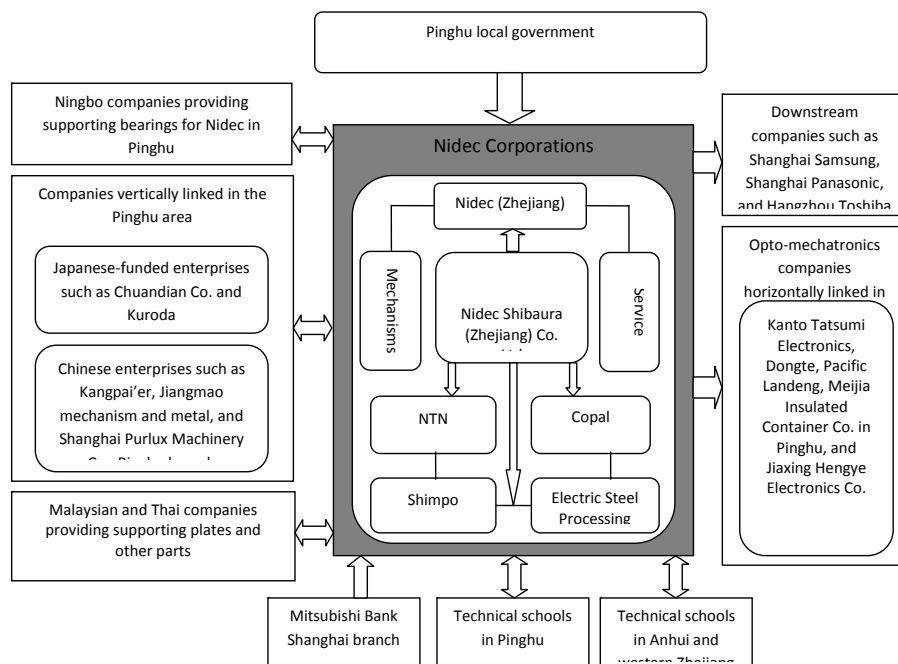 Pinghu local government
Ningbo companies providing
supporting bearings for Nidec in
Pinghu
Companies vertically linked in the
Pinghu area
Japanese-funded enterprises
such as Chuandian Co. and
Kuroda
Chinese enterprises such as
Kangpai’er, Jiangmao
mechanism and metal, and
Shanghai Purlux Machinery
Malaysian and Thai companies
providing supporting plates and
other parts
Nidec Corporations
Nidec (Zhejiang)
Mechanisms
Nidec Shibaura
(Zhejiang) Co.
Service
NTN
Copal
Shimpo
Electric Steel
Processing
Downstream
companies such as
Shanghai Samsung,
Shanghai Panasonic,
and Hangzhou Toshiba
Opto-mechatronics
companies
horizontally linked in
Kanto Tatsumi
Electronics,
Dongte, Pacific
Landeng, Meijia
Insulated
Container Co. in
Pinghu, and
Jiaxing Hengye
Electronics Co.
Mitsubishi Bank
Shanghai branch
Technical schools
in Pinghu
Technical schools
in Anhui and
western Zhejiang